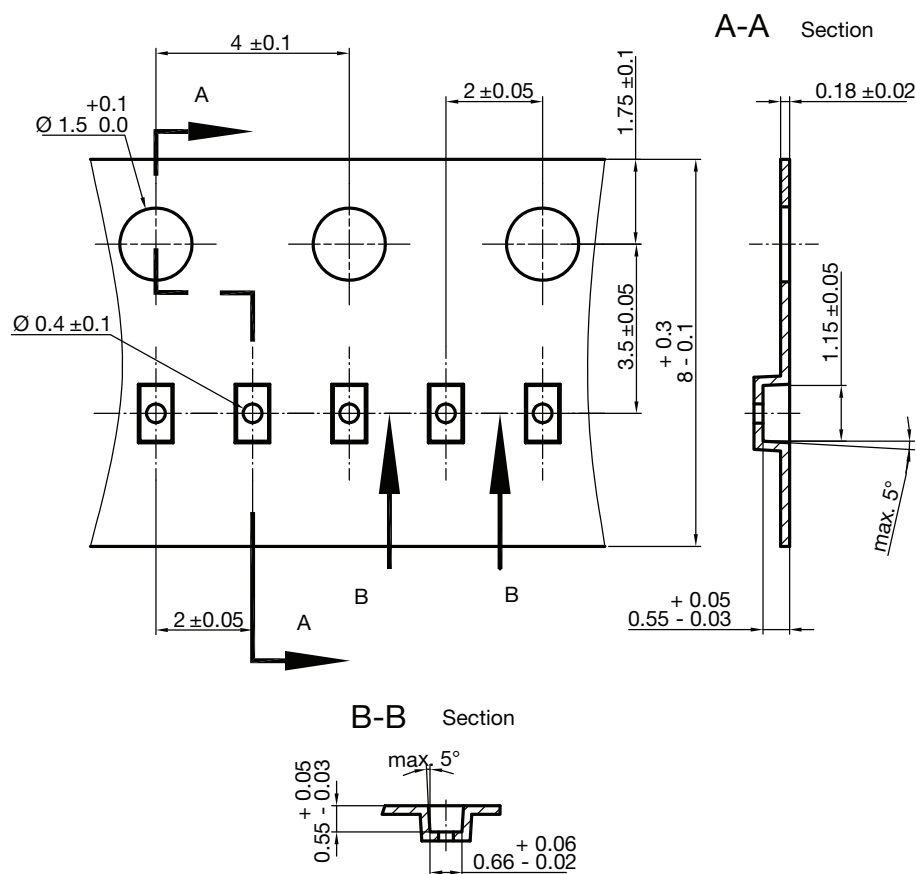 A-A Section
4 ±0.1
A
+0.1
Ø 1.5 0.0
2 ±0.05
1.75 ±0.1
0.18 ±0.02
3.5 ±0.05
+ 0.3
8 - 0.1
1.15 ±0.05
Ø 0.4 ±0.1
max. 5°
B
B
2 ±0.05
A
+ 0.05
0.55 - 0.03
B-B Section
max. 5°
+ 0.05
0.55 - 0.03
+ 0.06
0.66 - 0.02